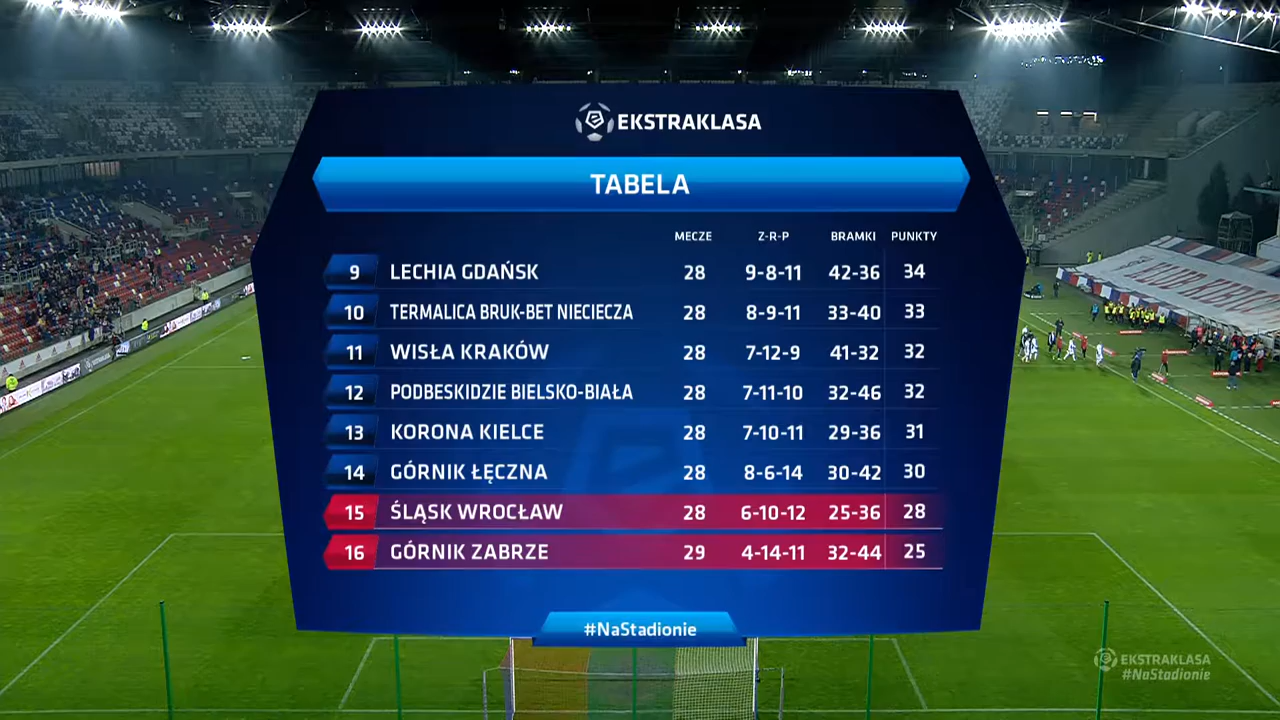 EKSTRAKLASA
TABELA
MECZE Z-R-P BRAMKI PUNKTY
9 LECHIA GDAŃSK 28 9-8-11 42-36 34
10 TERMALICA BRUK-BET NIECIECZA 28 8-9-11 33-40 33
11 WISŁA KRAKÓW 28 7-12-9 41-32 32
12 PODBESKIDZIE BIELSKO-BIAŁA 28 7-11-10 32-46 32
13 KORONA KIELCE 28 7-10-11 29-36 31
14 GÓRNIK ŁĘCZNA 28 8-6-14 30-42 30
15 ŚLĄSK WROCŁAW 28 6-10-12 25-36 28
16 GÓRNIK ZABRZE 29 4-14-11 32-44 25
#NaStadionie
EKSTRAKLASA
#NaStadionie